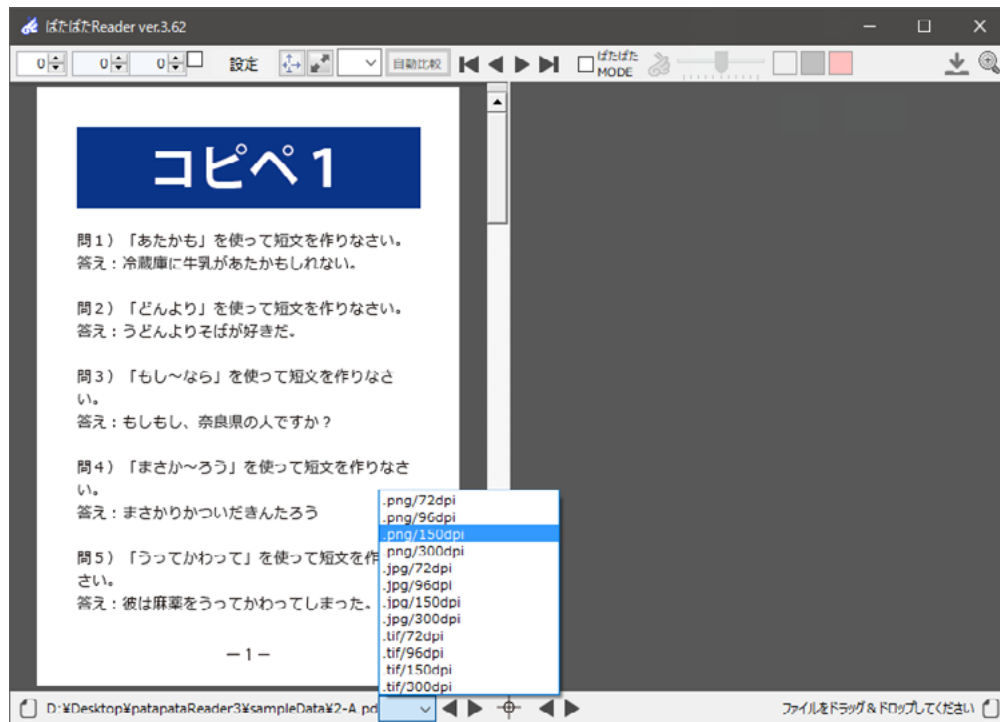 ぱたぱたReader ver.3.62
0 0 0 設定 自動比較 ぱたぱた
MODE
コピペ1
問1）「あたかも」を使って短文を作りなさい。
答え：冷蔵庫に牛乳があたかもしれない。
問2）「どんより」を使って短文を作りなさい。
答え：うどんよりそばが好きだ。
問3）「もし～なら」を使って短文を作りなさ
い。
答え：もしもし、奈良県の人ですか？
問4）「まさか～ろう」を使って短文を作りなさ
い。
答え：まさかりかついだきんたろう
問5）「うってかわって」を使って短文を作
さい。
答え：彼は麻薬をうってかわってしまった。
－1－
.png/72dpi
.png/96dpi
.png/150dpi
.png/300dpi
.jpg/72dpi
.jpg/96dpi
.jpg/150dpi
.jpg/300dpi
.tif/72dpi
.tif/96dpi
.tif/150dpi
.tif/300dpi
D:¥Desktop¥patapataReader3¥sampleData¥2-A.pd
ファイルをドラッグ＆ドロップしてください